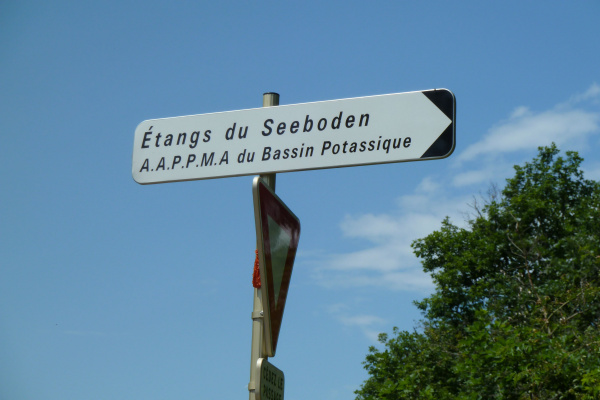 Étangs du Seeboden
A.A.P.P.M.A du Bassin Potassique